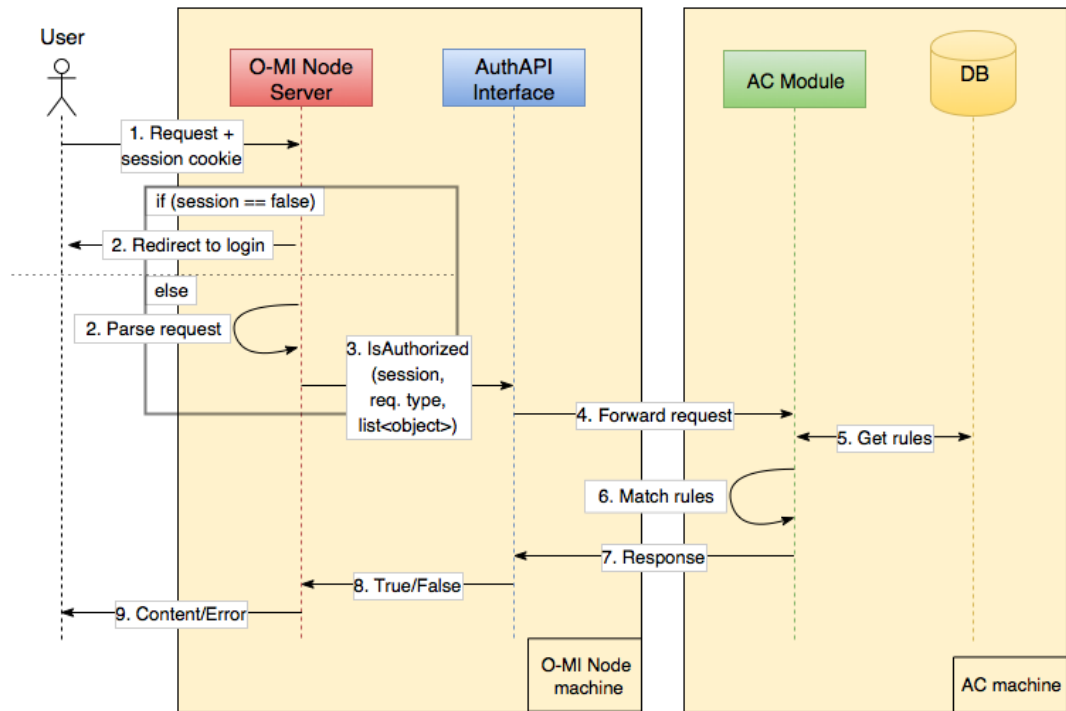 User
O-MI Node
Server
AuthAPI
Interface
AC Module
DB
1. Request +
session cookie
if (session == false)
2. Redirect to login
else
2. Parse request
3. IsAuthorized
(session,
req. type,
list<object>)
4. Forward request
5. Get rules
6. Match rules
7. Response
8. True/False
9. Content/Error
O-MI Node
machine
AC machine